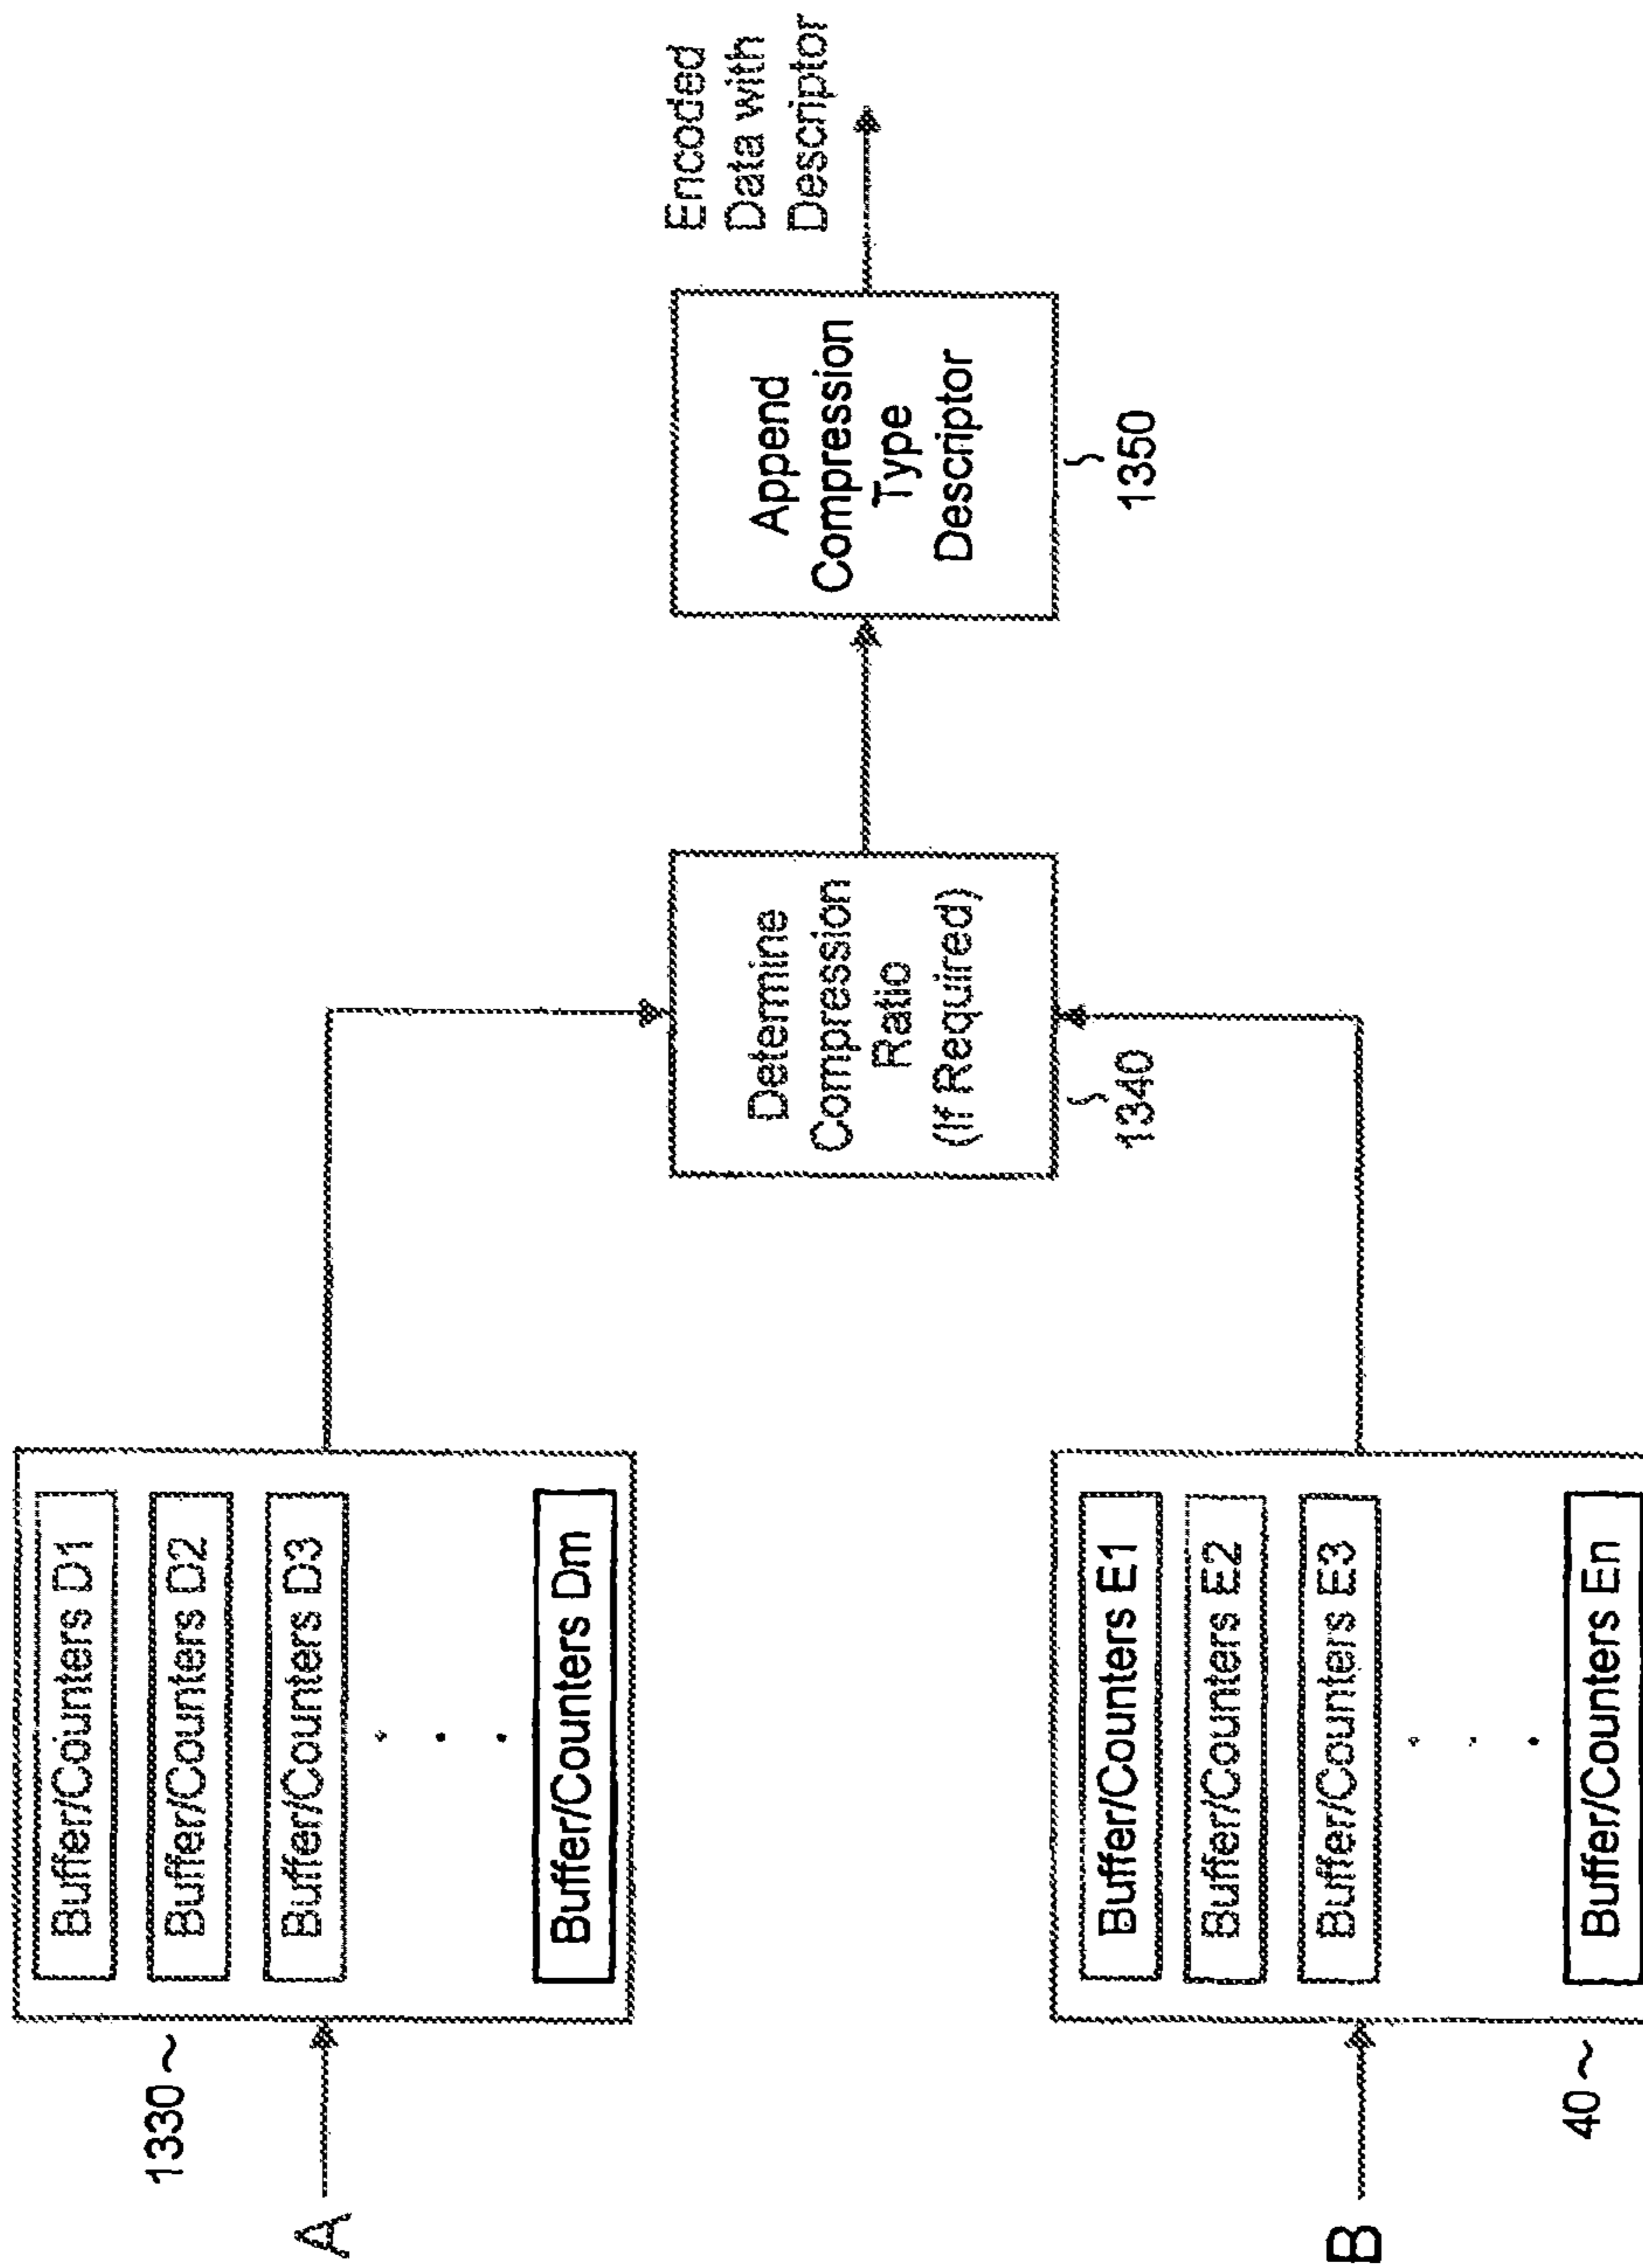 1330
A
Buffer/Counters D1
Buffer/Counters D2
Buffer/Counters D3
Buffer/Counters Dm
B
40
Buffer/Counters E1
Buffer/Counters E2
Buffer/Counters E3
Buffer/Counters En
Determine
Compression
Ratio
(If Required)
1340
Append
Compression
Type
Descriptor
1350
Encoded
Data with
Descriptor